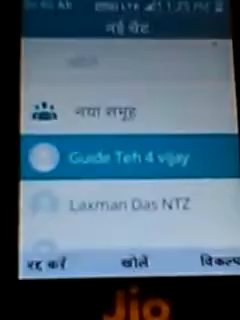 नई चैट
नया समूह
Guide Teh 4 vijay
Laxman Das NTZ
रद्द करें खोलें विकल्प
Jio